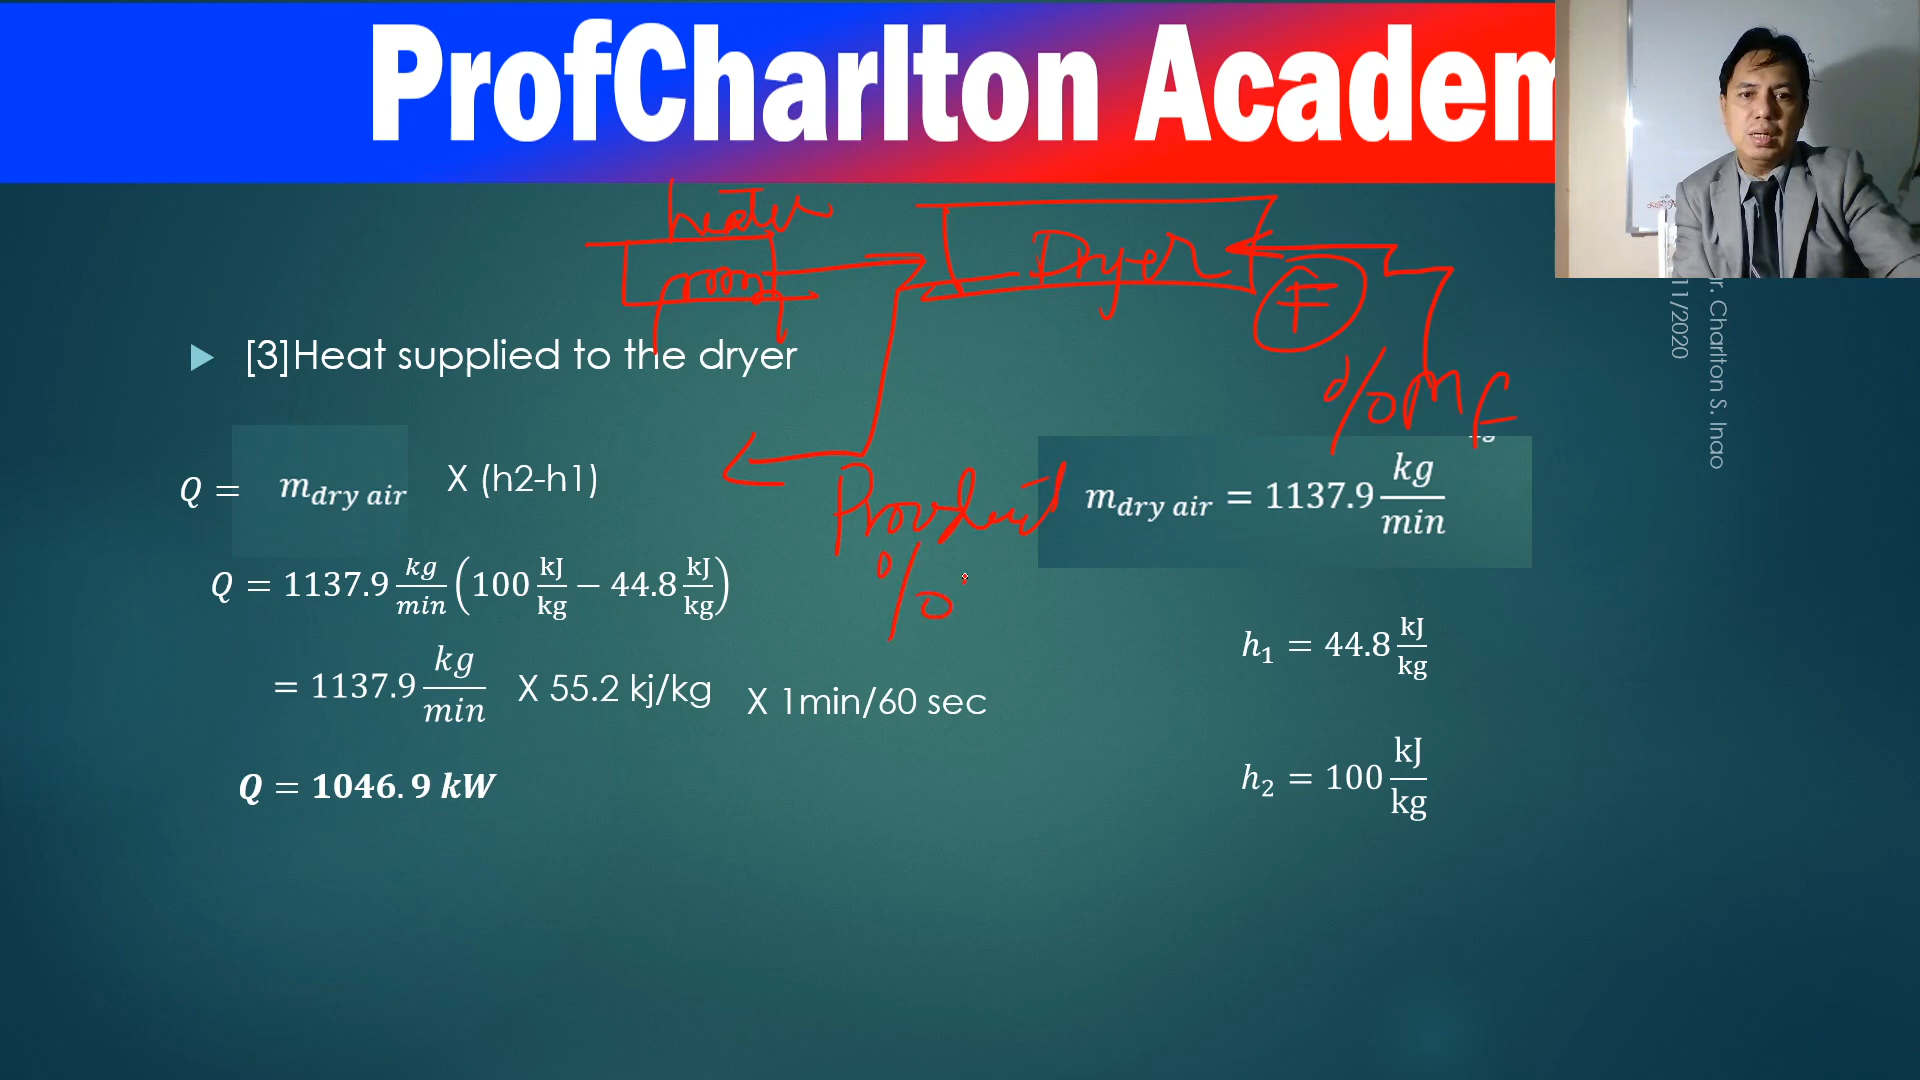 ProfCharlton Academ
heater
Dryer
F
[3]Heat supplied to the dryer
% M F
r. Charlton S. Inao
11/2020
Q = m dry air X (h2-h1)
Product
%
m dry air = 1137.9 kg/min
Q = 1137.9 kg/min (100 kJ/kg − 44.8 kJ/kg)
h₁ = 44.8 kJ/kg
= 1137.9 kg/min X 55.2 kj/kg X 1min/60 sec
h₂ = 100 kJ/kg
Q = 1046.9 kW